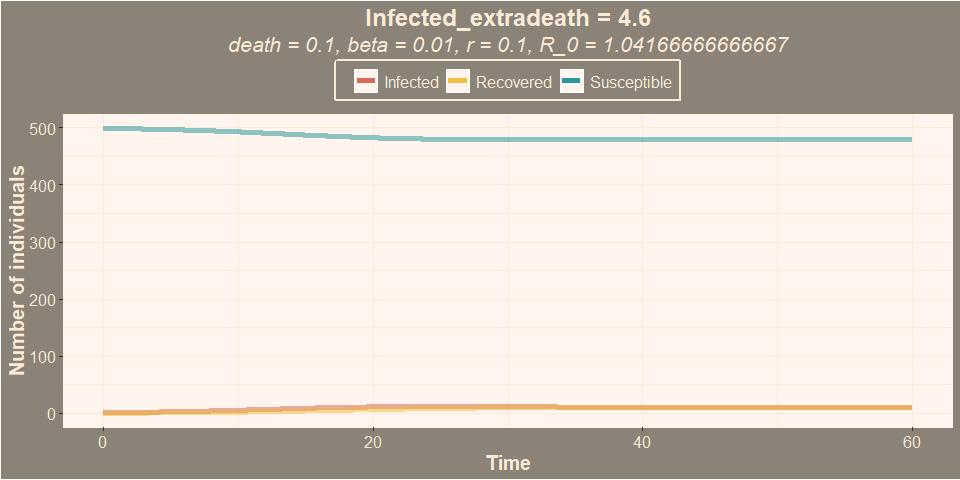 Infected_extradeath = 4.6
death = 0.1, beta = 0.01, r = 0.1, R_0 = 1.04166666666667
Infected Recovered Susceptible
Number of individuals
500
400
300
200
100
0
0 20 40 60
Time